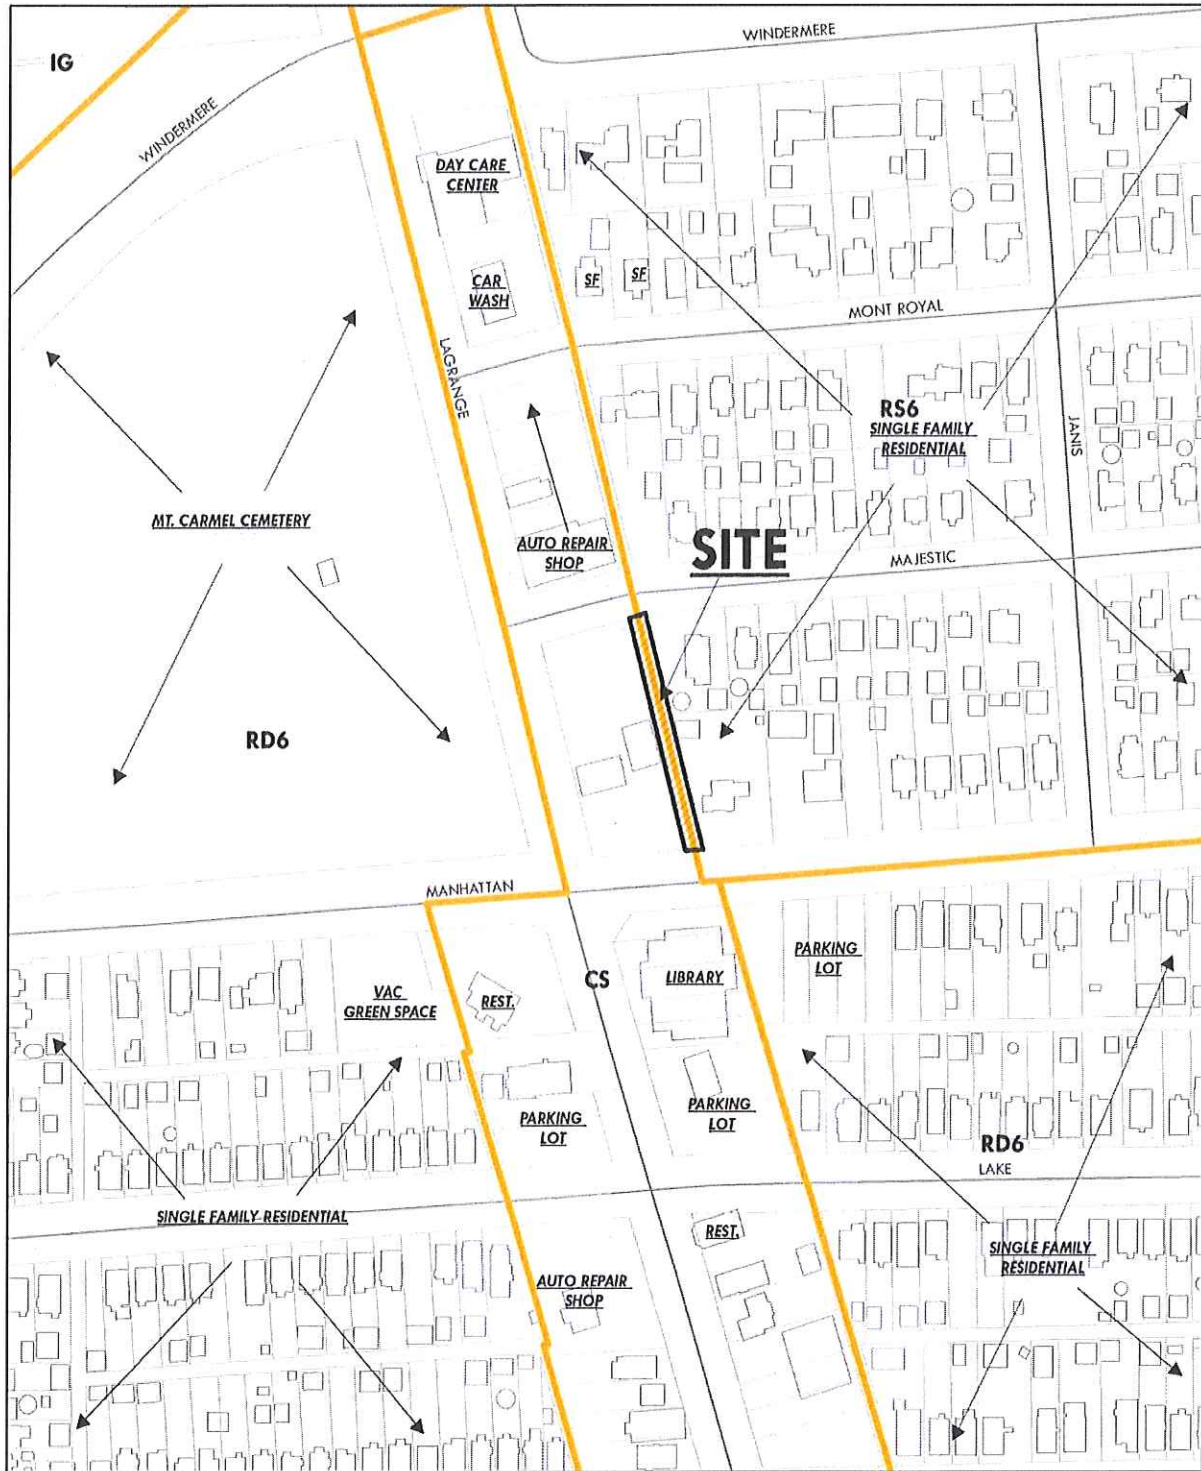 WINDERMERE
IG
WINDERMERE
DAY CARE
CENTER
CAR
WASH
SF
SF
MONT ROYAL
LAGRANGE
RS6
SINGLE FAMILY
RESIDENTIAL
JANIS
MT. CARMEL CEMETERY
AUTO REPAIR
SHOP
SITE
MAJESTIC
RD6
MANHATTAN
VAC
GREEN SPACE
REST.
CS
LIBRARY
PARKING
LOT
PARKING
LOT
PARKING
LOT
RD6
LAKE
SINGLE FAMILY RESIDENTIAL
REST.
SINGLE FAMILY
RESIDENTIAL
AUTO REPAIR
SHOP